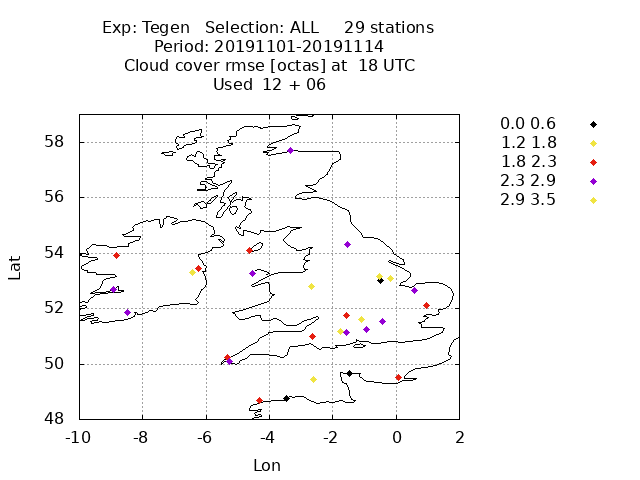 Exp: Tegen   Selection: ALL     29 stations
Period: 20191101-20191114
Cloud cover rmse [octas] at  18 UTC
Used  12 + 06
0.0 0.6
1.2 1.8
1.8 2.3
2.3 2.9
2.9 3.5
58
56
54
52
50
48
Lat
-10 -8 -6 -4 -2 0 2
Lon